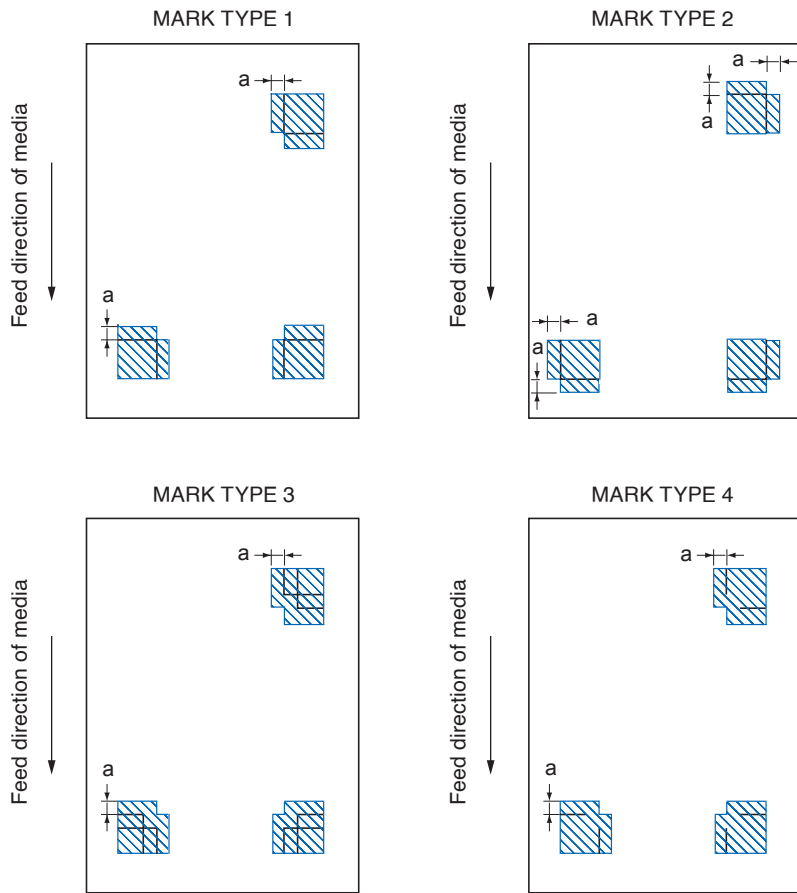 MARK TYPE 1
a
Feed direction of media
a
MARK TYPE 2
a
a
Feed direction of media
a
a
MARK TYPE 3
a
Feed direction of media
a
MARK TYPE 4
a
Feed direction of media
a